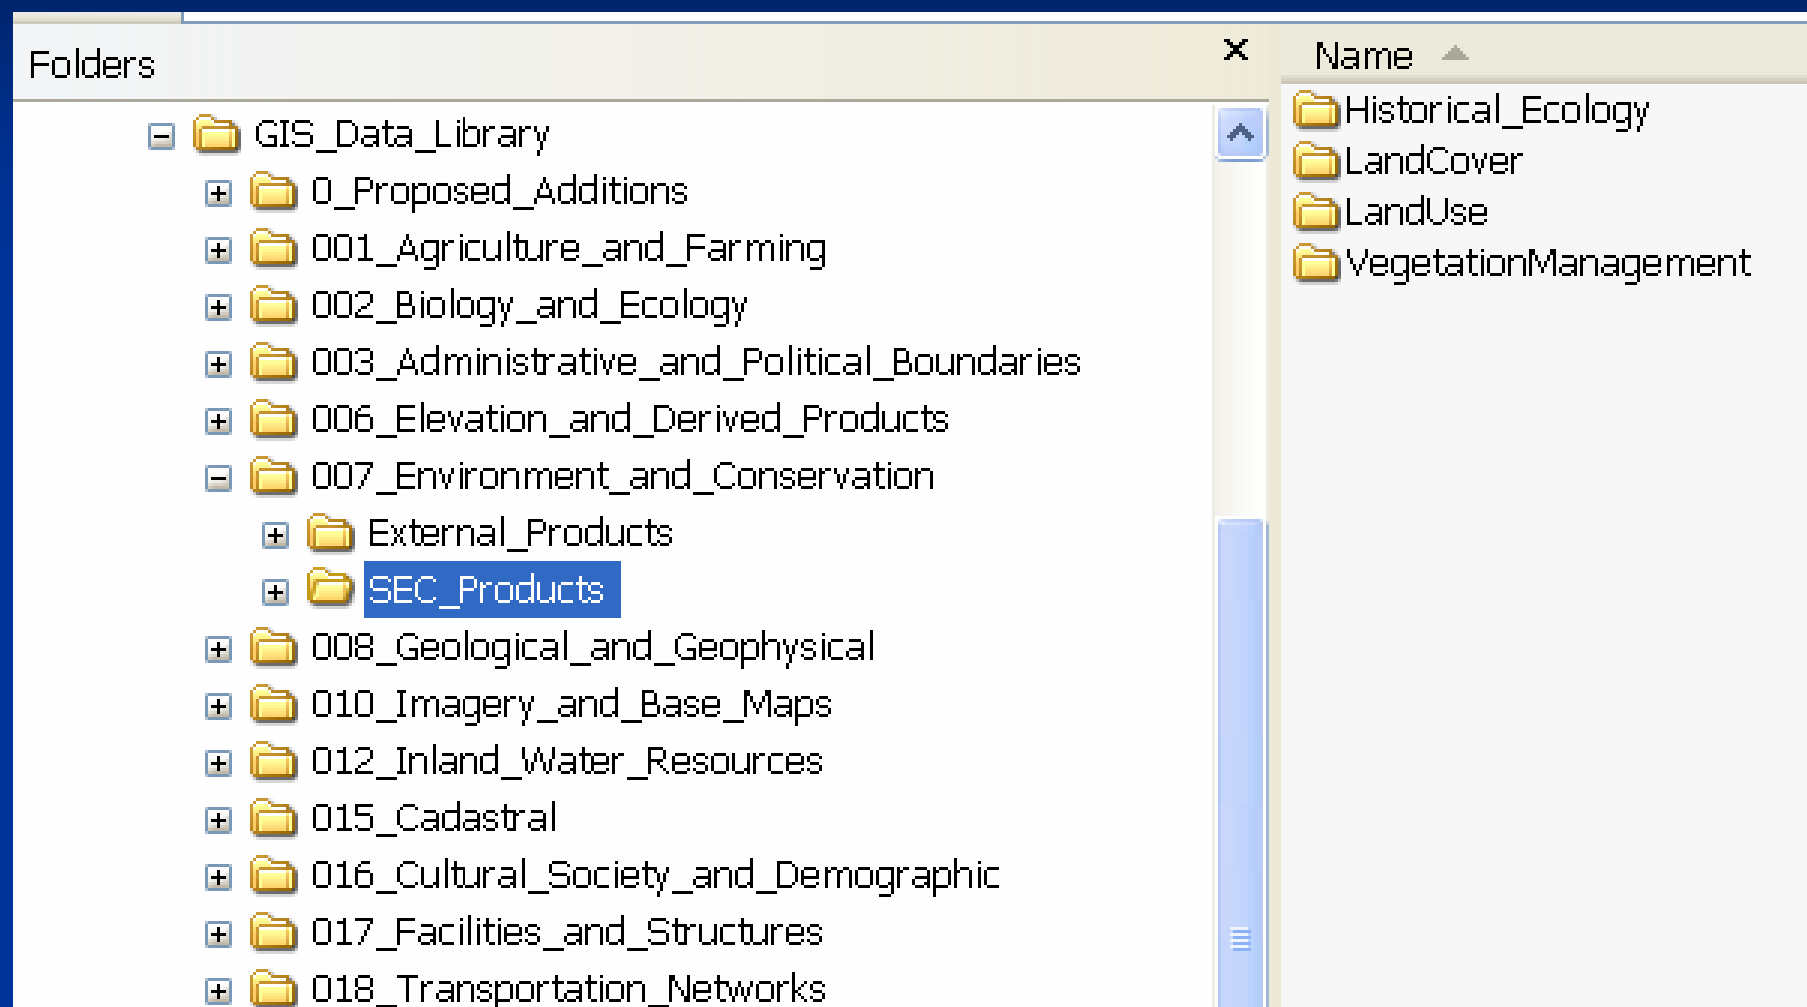 Folders
GIS_Data_Library
0_Proposed_Additions
001_Agriculture_and_Farming
002_Biology_and_Ecology
003_Administrative_and_Political_Boundaries
006_Elevation_and_Derived_Products
007_Environment_and_Conservation
External_Products
SEC_Products
008_Geological_and_Geophysical
010_Imagery_and_Base_Maps
012_Inland_Water_Resources
015_Cadastral
016_Cultural_Society_and_Demographic
017_Facilities_and_Structures
018_Transportation_Networks
Name
Historical_Ecology
LandCover
LandUse
VegetationManagement